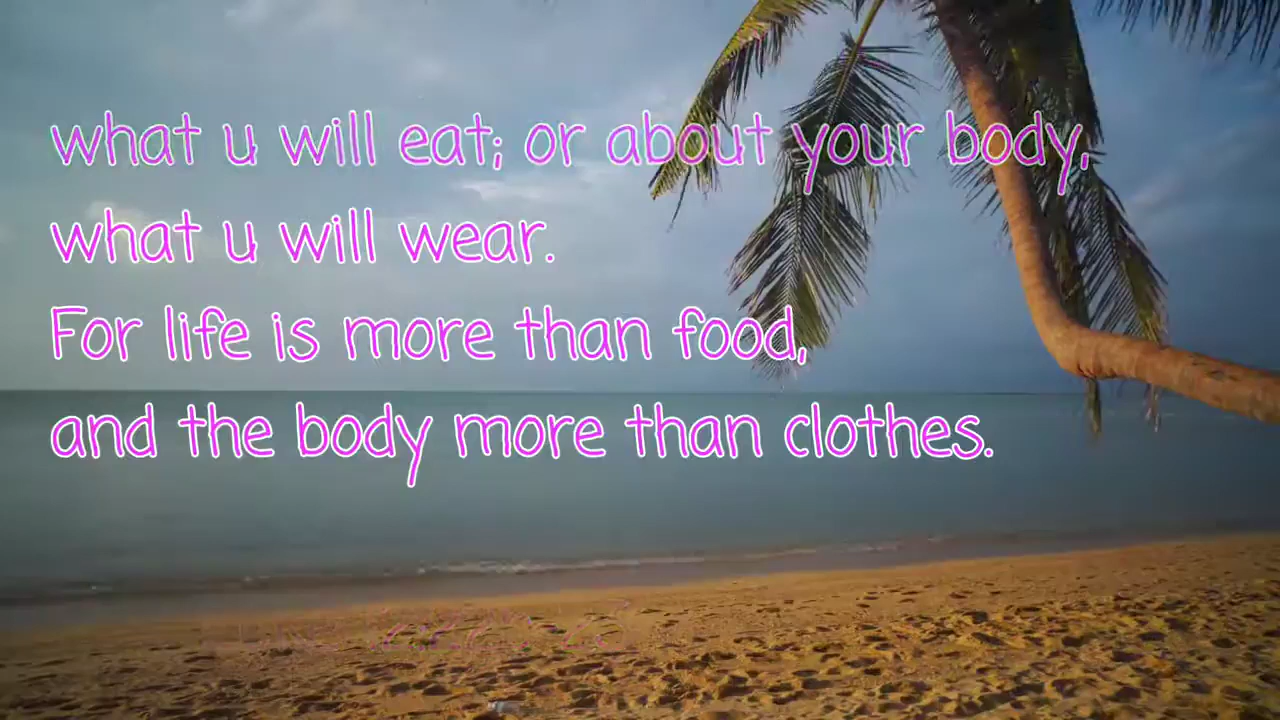 what u will eat; or about your body,
what u will wear.
For life is more than food,
and the body more than clothes.